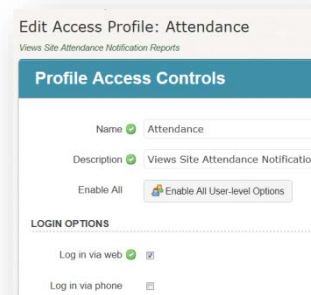 Edit Access Profile: Attendance
Views Site Attendance Notification Reports
Profile Access Controls
Name Attendance
Description Views Site Attendance Notificatio
Enable All Enable All User-level Options
LOGIN OPTIONS
Log in via web
Log in via phone